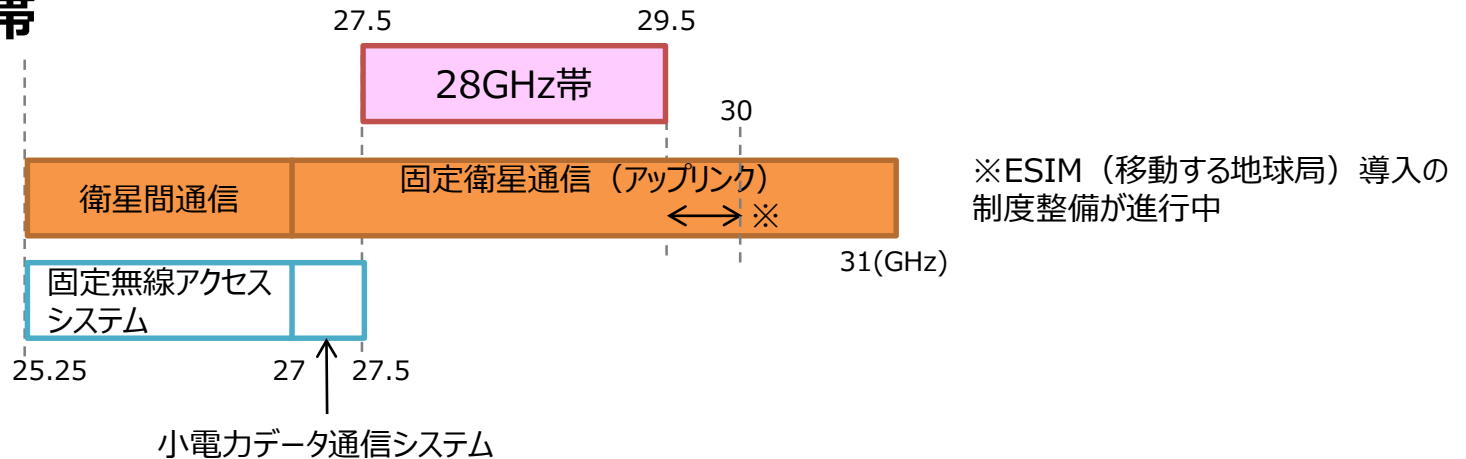 帯
27.5
29.5
28GHz帯
30
衛星間通信
固定衛星通信（アップリンク）
※
※ESIM（移動する地球局）導入の
制度整備が進行中
31(GHz)
固定無線アクセス
システム
25.25
27
27.5
小電力データ通信システム